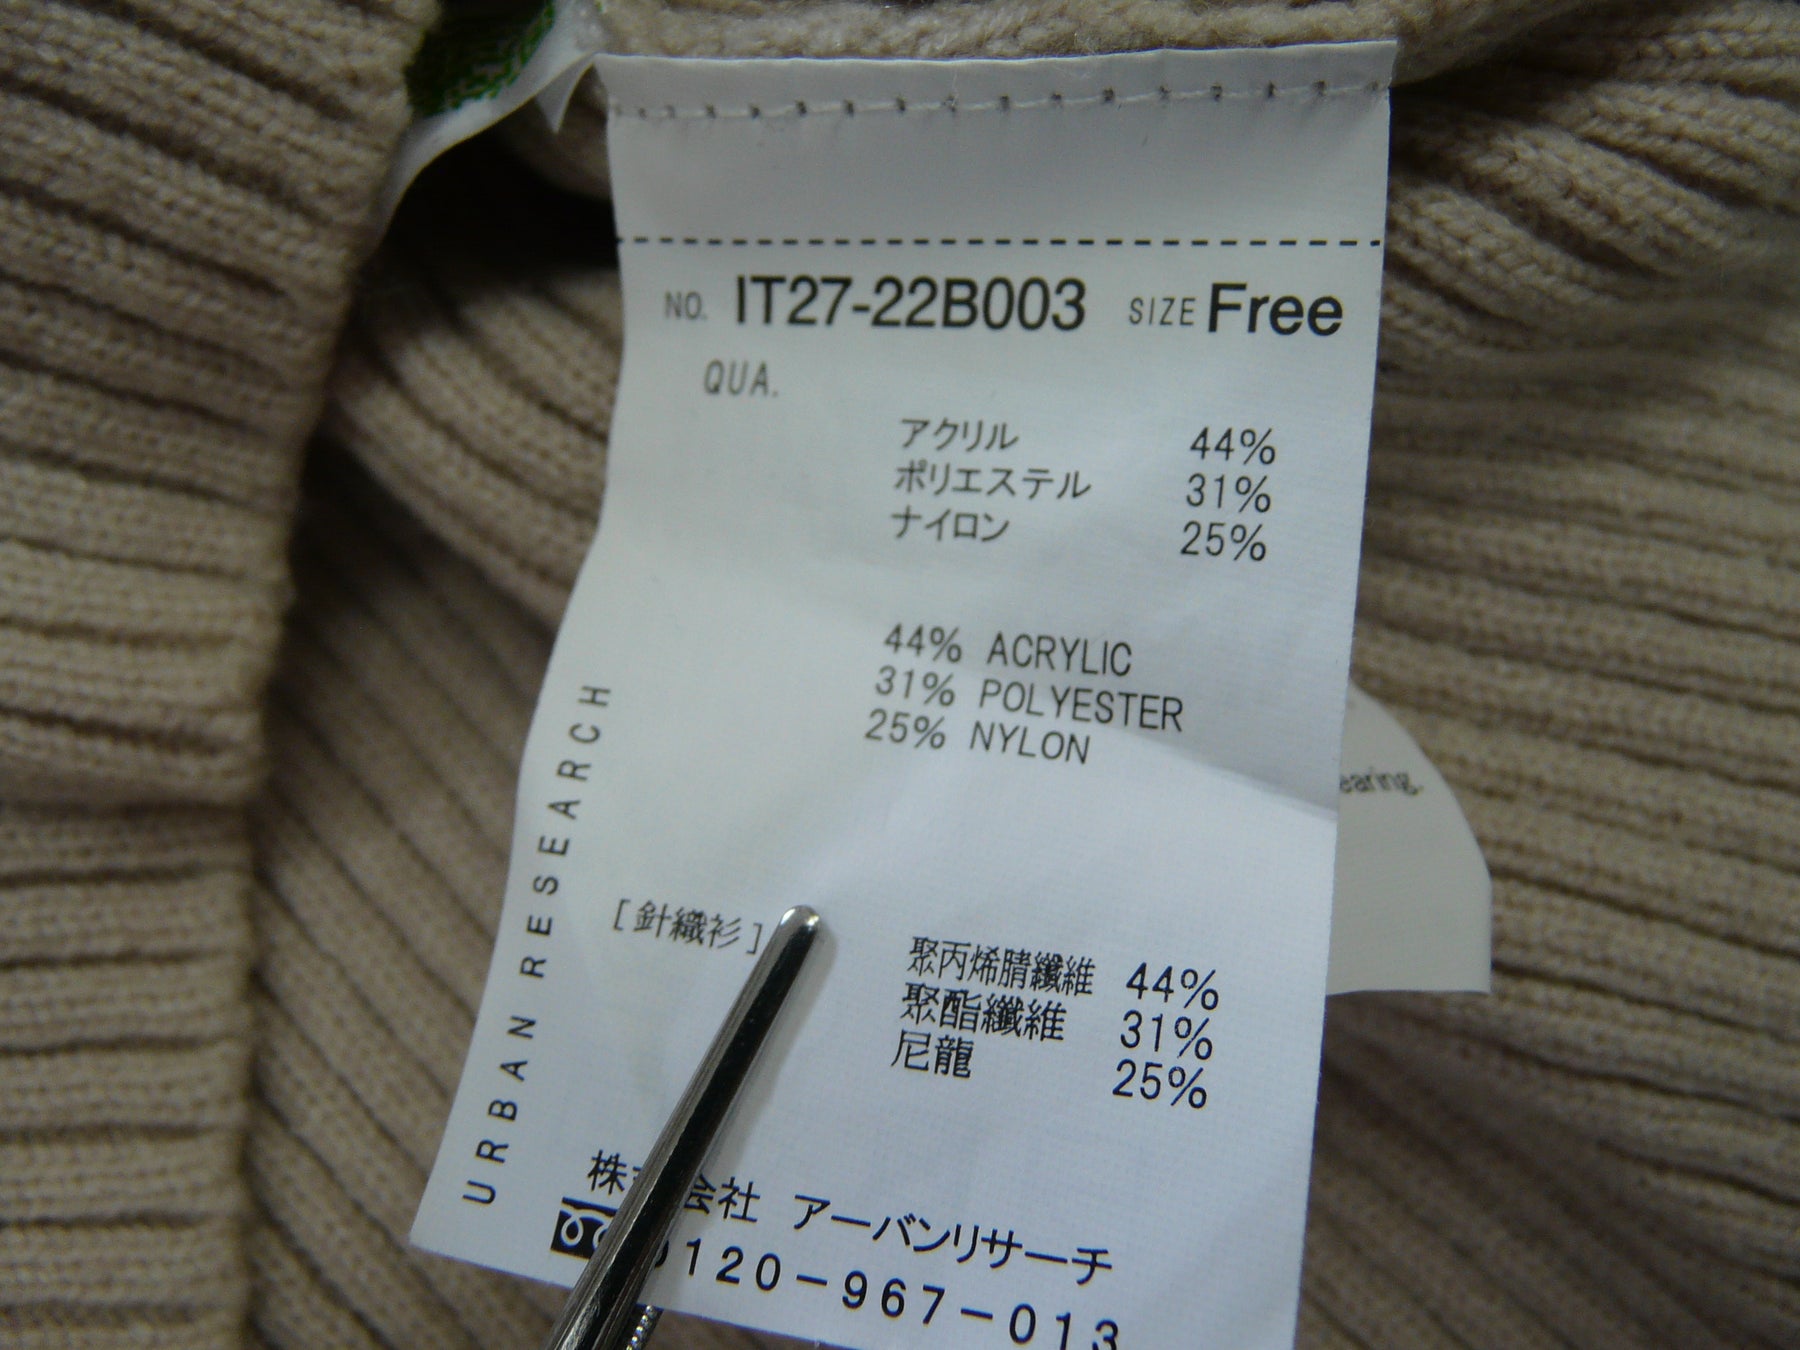 NO. IT27-22B003 SIZE Free
QUA.
アクリル 44%
ポリエステル 31%
ナイロン 25%
44% ACRYLIC
31% POLYESTER
25% NYLON
URBAN RESEARCH
[針織衫]
聚丙烯腈纖維 44%
聚酯纖維 31%
尼龍 25%
株 会社 アーバンリサーチ
0120-967-013
earing.